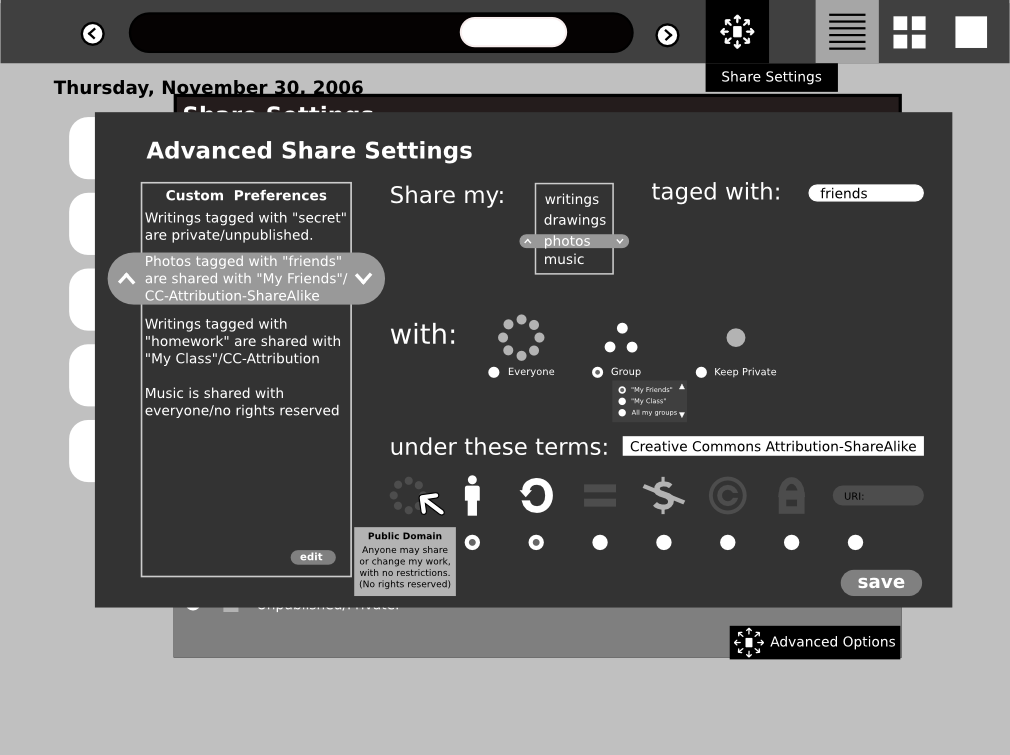 Share Settings
Thursday, November 30, 2006
Share Settings
Advanced Share Settings
Custom Preferences
Writings tagged with "secret"
are private/unpublished.
Photos tagged with "friends"
are shared with "My Friends"/
CC-Attribution-ShareAlike
Writings tagged with
"homework" are shared with
"My Class"/CC-Attribution
Music is shared with
everyone/no rights reserved
edit
Share my:
writings
drawings
photos
music
taged with:
friends
with:
Everyone
Group
Keep Private
"My Friends"
"My Class"
All my groups
under these terms:
Creative Commons Attribution-ShareAlike
URI:
Public Domain
Anyone may share
or change my work,
with no restrictions.
(No rights reserved)
save
Unpublished/Private.
Advanced Options